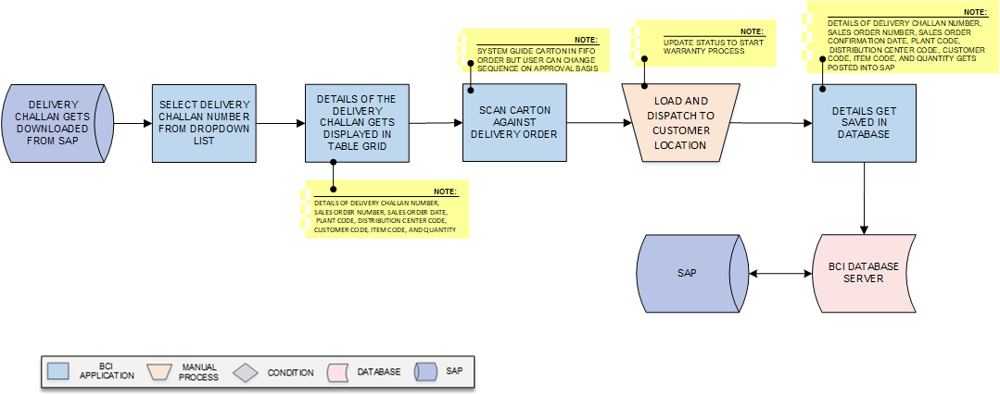 NOTE:
SYSTEM GUIDE CARTON IN FIFO
ORDER BUT USER CAN CHANGE
SEQUENCE ON APPROVAL BASIS
NOTE:
UPDATE STATUS TO START
WARRANTY PROCESS
NOTE:
DETAILS OF DELIVERY CHALLAN NUMBER,
SALES ORDER NUMBER, SALES ORDER
CONFIRMATION DATE, PLANT CODE,
DISTRIBUTION CENTER CODE, CUSTOMER
CODE, ITEM CODE, AND QUANTITY GETS
POSTED INTO SAP
DELIVERY
CHALLAN GETS
DOWNLOADED
FROM SAP
SELECT DELIVERY
CHALLAN NUMBER
FROM DROPDOWN
LIST
DETAILS OF THE
DELIVERY
CHALLAN GETS
DISPLAYED IN
TABLE GRID
SCAN CARTON
AGAINST
DELIVERY ORDER
LOAD AND
DISPATCH TO
CUSTOMER
LOCATION
DETAILS GET
SAVED IN
DATABASE
NOTE:
DETAILS OF DELIVERY CHALLAN NUMBER,
SALES ORDER NUMBER, SALES ORDER DATE,
PLANT CODE, DISTRIBUTION CENTER CODE,
CUSTOMER CODE, ITEM CODE, AND QUANTITY
SAP
BCI DATABASE
SERVER
BCI
APPLICATION
MANUAL
PROCESS
CONDITION
DATABASE
SAP